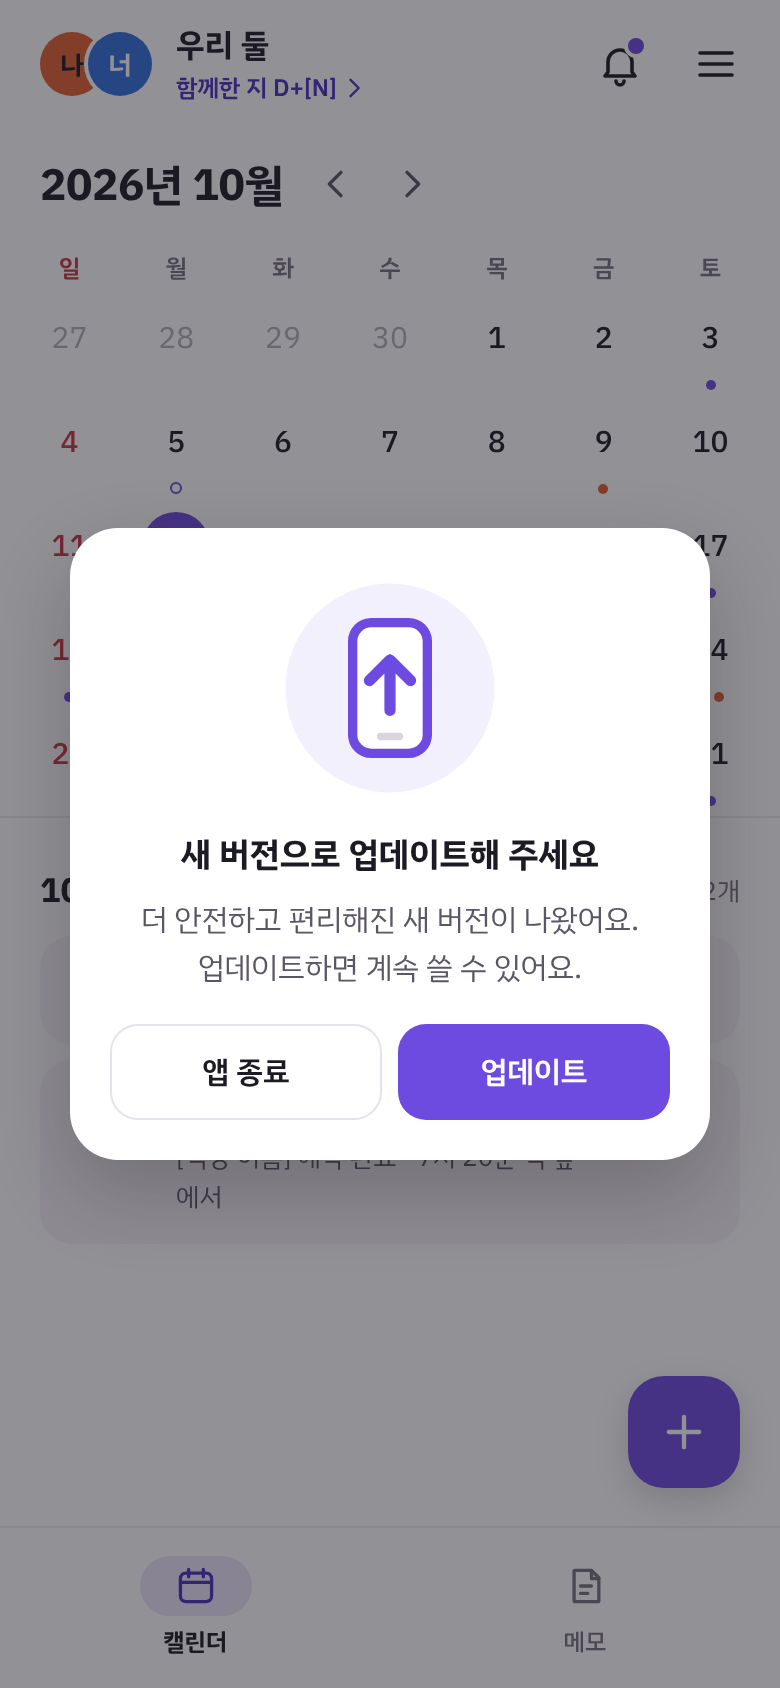 나 너
우리 둘
함께한 지 D+[N]
2026년 10월
일 월 화 수 목 금 토
27 28 29 30 1 2 3
4 5 6 7 8 9 10
11 17
새 버전으로 업데이트해 주세요
더 안전하고 편리해진 새 버전이 나왔어요.
업데이트하면 계속 쓸 수 있어요.
앱 종료 업데이트
에서
캘린더 메모